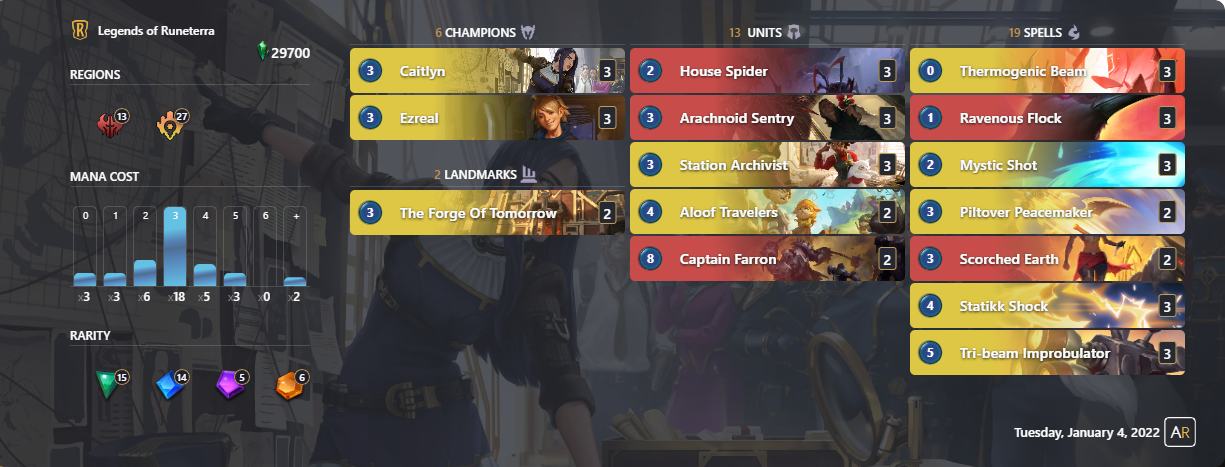 Legends of Runeterra
29700
REGIONS
13
27
MANA COST
0 1 2 3 4 5 6 +
x3 x3 x6 x18 x5 x3 x0 x2
RARITY
15 14 5 6
6 CHAMPIONS
3 Caitlyn 3
3 Ezreal 3
2 LANDMARKS
3 The Forge Of Tomorrow 2
13 UNITS
2 House Spider 3
3 Arachnoid Sentry 3
3 Station Archivist 3
4 Aloof Travelers 2
8 Captain Farron 2
19 SPELLS
0 Thermogenic Beam 3
1 Ravenous Flock 3
2 Mystic Shot 3
3 Piltover Peacemaker 2
3 Scorched Earth 2
4 Statikk Shock 3
5 Tri-beam Improbulator 3
Tuesday, January 4, 2022 AR